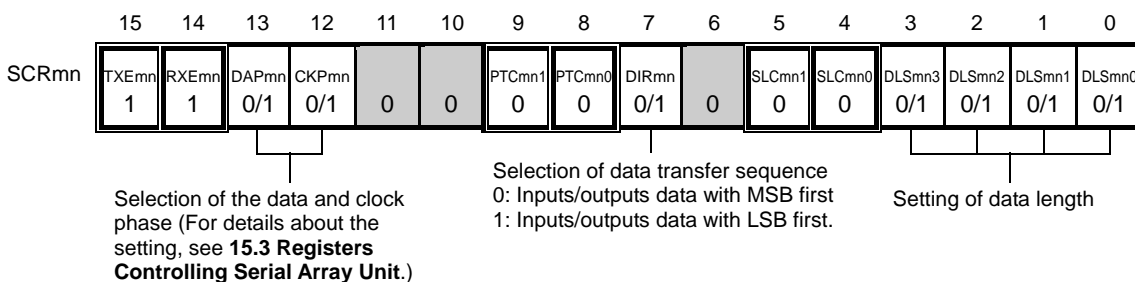 15 14 13 12 11 10 9 8 7 6 5 4 3 2 1 0
SCRmn TXEmn RXEmn DAPmn CKPmn PTCmn1 PTCmn0 DIRmn SLCmn1 SLCmn0 DLSmn3 DLSmn2 DLSmn1 DLSmn0
1 1 0/1 0/1 0 0 0 0 0/1 0 0 0 0/1 0/1 0/1 0/1
Selection of the data and clock
phase (For details about the
setting, see 15.3 Registers
Controlling Serial Array Unit.)
Selection of data transfer sequence
0: Inputs/outputs data with MSB first
1: Inputs/outputs data with LSB first.
Setting of data length